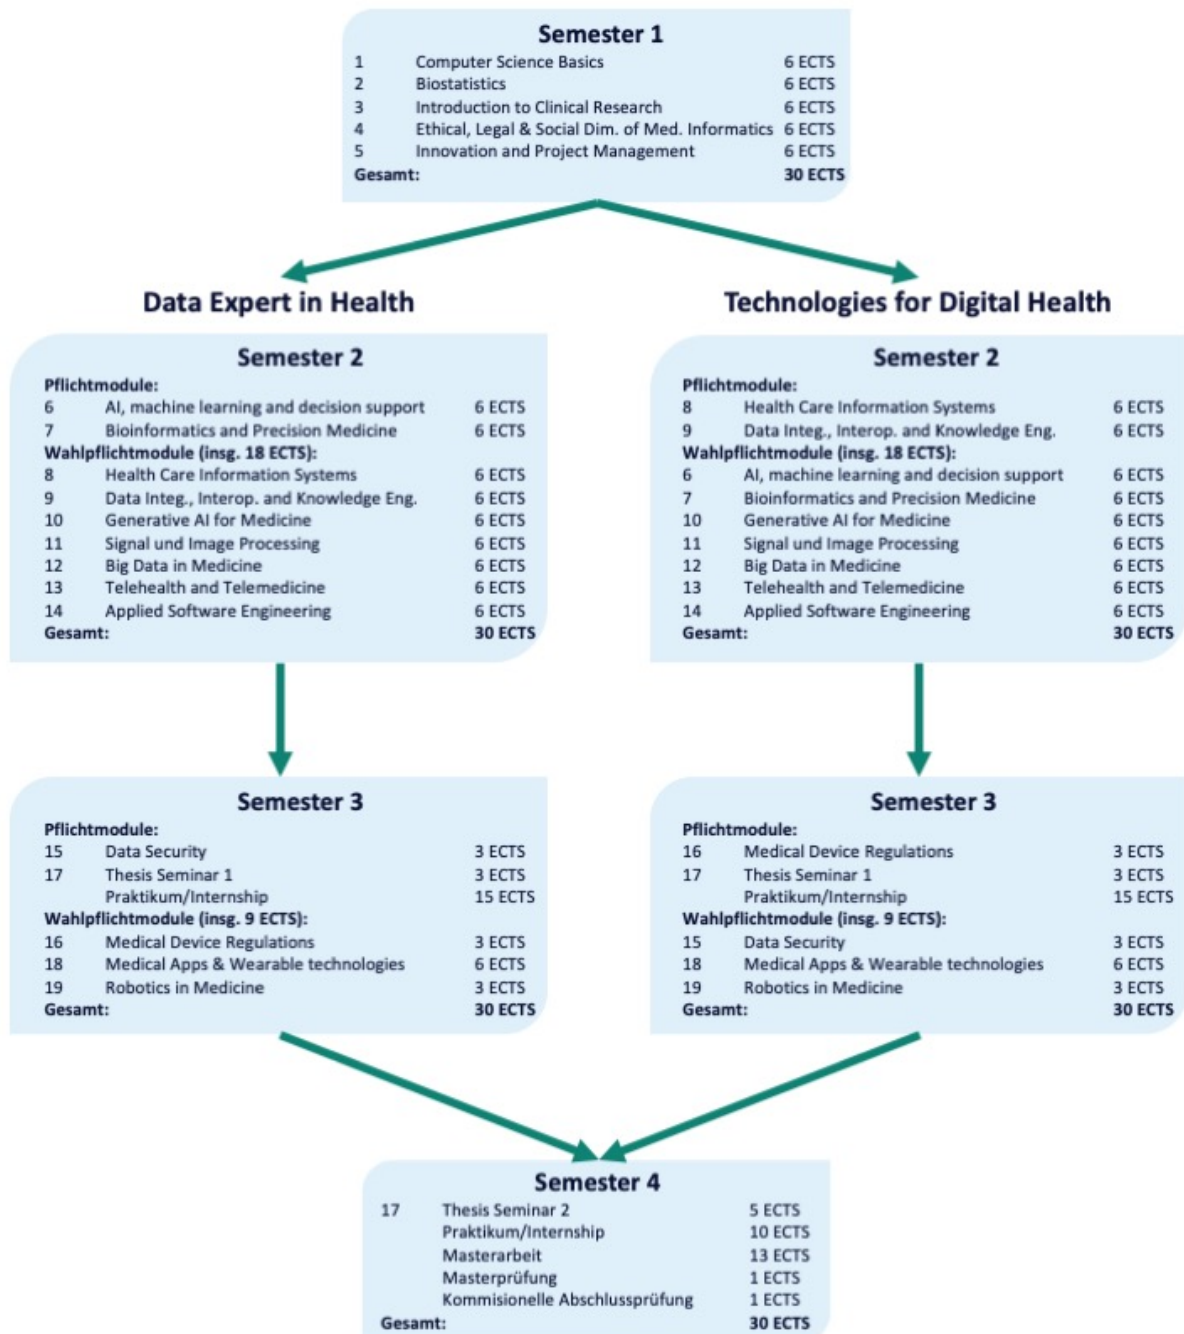 Semester 1
1 Computer Science Basics 6 ECTS
2 Biostatistics 6 ECTS
3 Introduction to Clinical Research 6 ECTS
4 Ethical, Legal & Social Dim. of Med. Informatics 6 ECTS
5 Innovation and Project Management 6 ECTS
Gesamt: 30 ECTS
Data Expert in Health
Semester 2
Pflichtmodule:
6 AI, machine learning and decision support 6 ECTS
7 Bioinformatics and Precision Medicine 6 ECTS
Wahlpflichtmodule (insg. 18 ECTS):
8 Health Care Information Systems 6 ECTS
9 Data Integ., Interop. and Knowledge Eng. 6 ECTS
10 Generative AI for Medicine 6 ECTS
11 Signal und Image Processing 6 ECTS
12 Big Data in Medicine 6 ECTS
13 Telehealth and Telemedicine 6 ECTS
14 Applied Software Engineering 6 ECTS
Gesamt: 30 ECTS
Semester 3
Pflichtmodule:
15 Data Security 3 ECTS
17 Thesis Seminar 1 3 ECTS
Praktikum/Internship 15 ECTS
Wahlpflichtmodule (insg. 9 ECTS):
16 Medical Device Regulations 3 ECTS
18 Medical Apps & Wearable technologies 6 ECTS
19 Robotics in Medicine 3 ECTS
Gesamt: 30 ECTS
Technologies for Digital Health
Semester 2
Pflichtmodule:
8 Health Care Information Systems 6 ECTS
9 Data Integ., Interop. and Knowledge Eng. 6 ECTS
Wahlpflichtmodule (insg. 18 ECTS):
6 AI, machine learning and decision support 6 ECTS
7 Bioinformatics and Precision Medicine 6 ECTS
10 Generative AI for Medicine 6 ECTS
11 Signal und Image Processing 6 ECTS
12 Big Data in Medicine 6 ECTS
13 Telehealth and Telemedicine 6 ECTS
14 Applied Software Engineering 6 ECTS
Gesamt: 30 ECTS
Semester 3
Pflichtmodule:
16 Medical Device Regulations 3 ECTS
17 Thesis Seminar 1 3 ECTS
Praktikum/Internship 15 ECTS
Wahlpflichtmodule (insg. 9 ECTS):
15 Data Security 3 ECTS
18 Medical Apps & Wearable technologies 6 ECTS
19 Robotics in Medicine 3 ECTS
Gesamt: 30 ECTS
Semester 4
17 Thesis Seminar 2 5 ECTS
Praktikum/Internship 10 ECTS
Masterarbeit 13 ECTS
Masterprüfung 1 ECTS
Kommisionelle Abschlussprüfung 1 ECTS
Gesamt: 30 ECTS